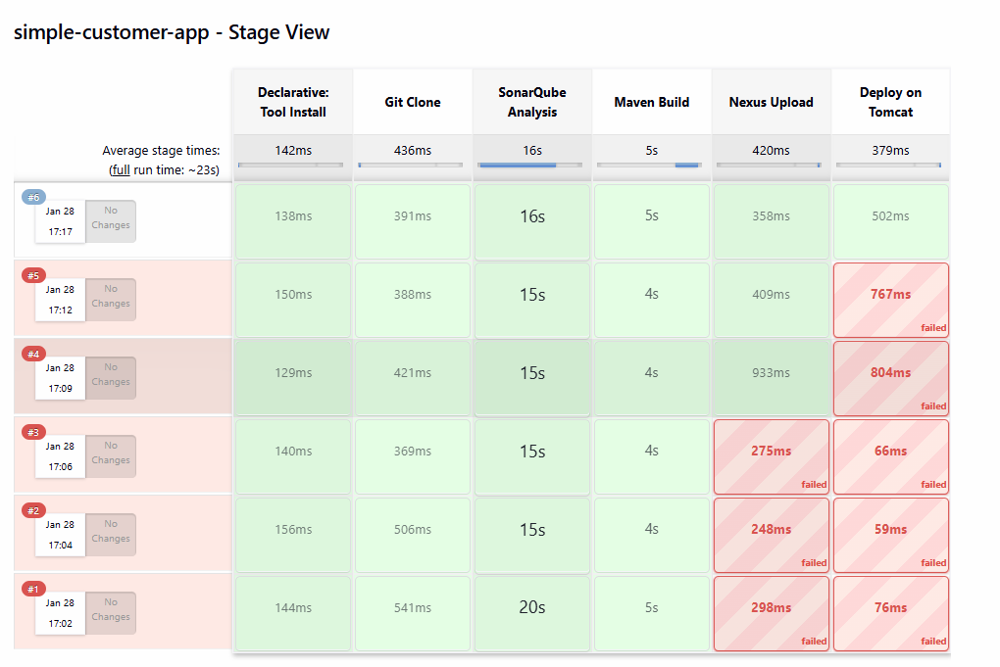 simple-customer-app - Stage View
Declarative: Tool Install
Git Clone
SonarQube Analysis
Maven Build
Nexus Upload
Deploy on Tomcat
Average stage times:
(full run time: ~23s)
142ms
436ms
16s
5s
420ms
379ms
#6
Jan 28
17:17
No Changes
138ms
391ms
16s
5s
358ms
502ms
#5
Jan 28
17:12
No Changes
150ms
388ms
15s
4s
409ms
767ms
failed
#4
Jan 28
17:09
No Changes
129ms
421ms
15s
4s
933ms
804ms
failed
#3
Jan 28
17:06
No Changes
140ms
369ms
15s
4s
275ms
failed
66ms
failed
#2
Jan 28
17:04
No Changes
156ms
506ms
15s
4s
248ms
failed
59ms
failed
#1
Jan 28
17:02
No Changes
144ms
541ms
20s
5s
298ms
failed
76ms
failed